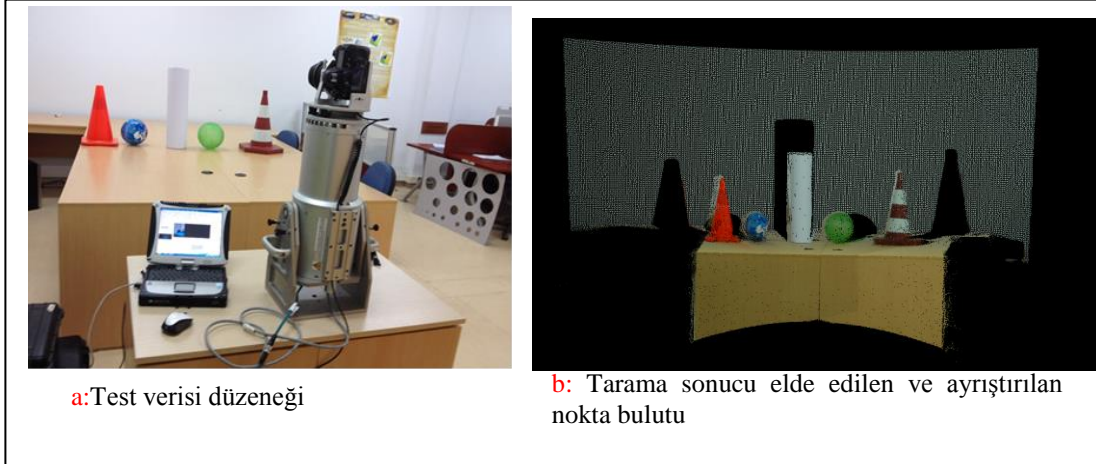 a:Test verisi düzeneği
b: Tarama sonucu elde edilen ve ayrıştırılan
nokta bulutu